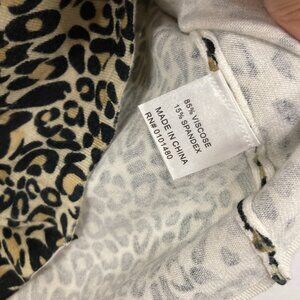 85% VISCOSE
15% SPANDEX
MADE IN CHINA
RN# 0101480